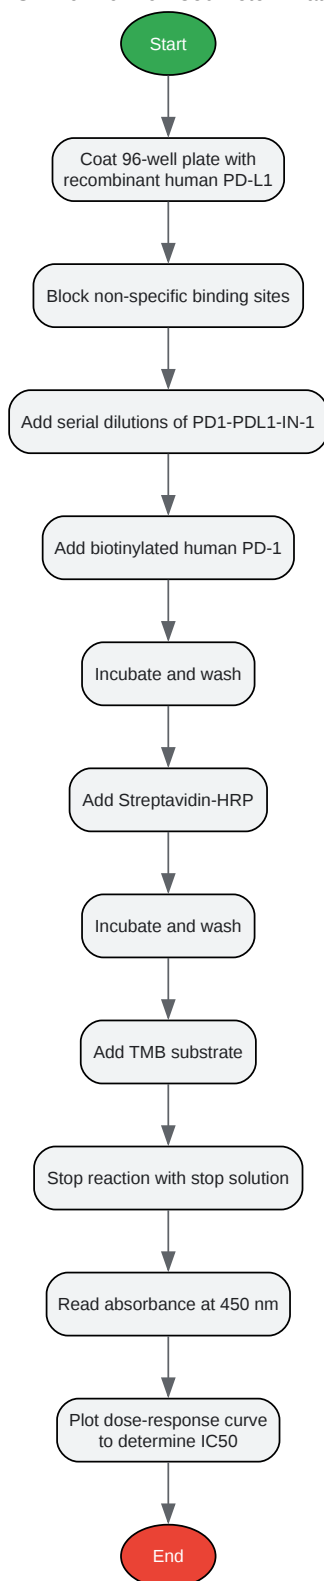 Start
Coat 96-well plate with
recombinant human PD-L1
Block non-specific binding sites
Add serial dilutions of PD1-PDL1-IN-1
Add biotinylated human PD-1
Incubate and wash
Add Streptavidin-HRP
Incubate and wash
Add TMB substrate
Stop reaction with stop solution
Read absorbance at 450 nm
Plot dose-response curve
to determine IC50
End